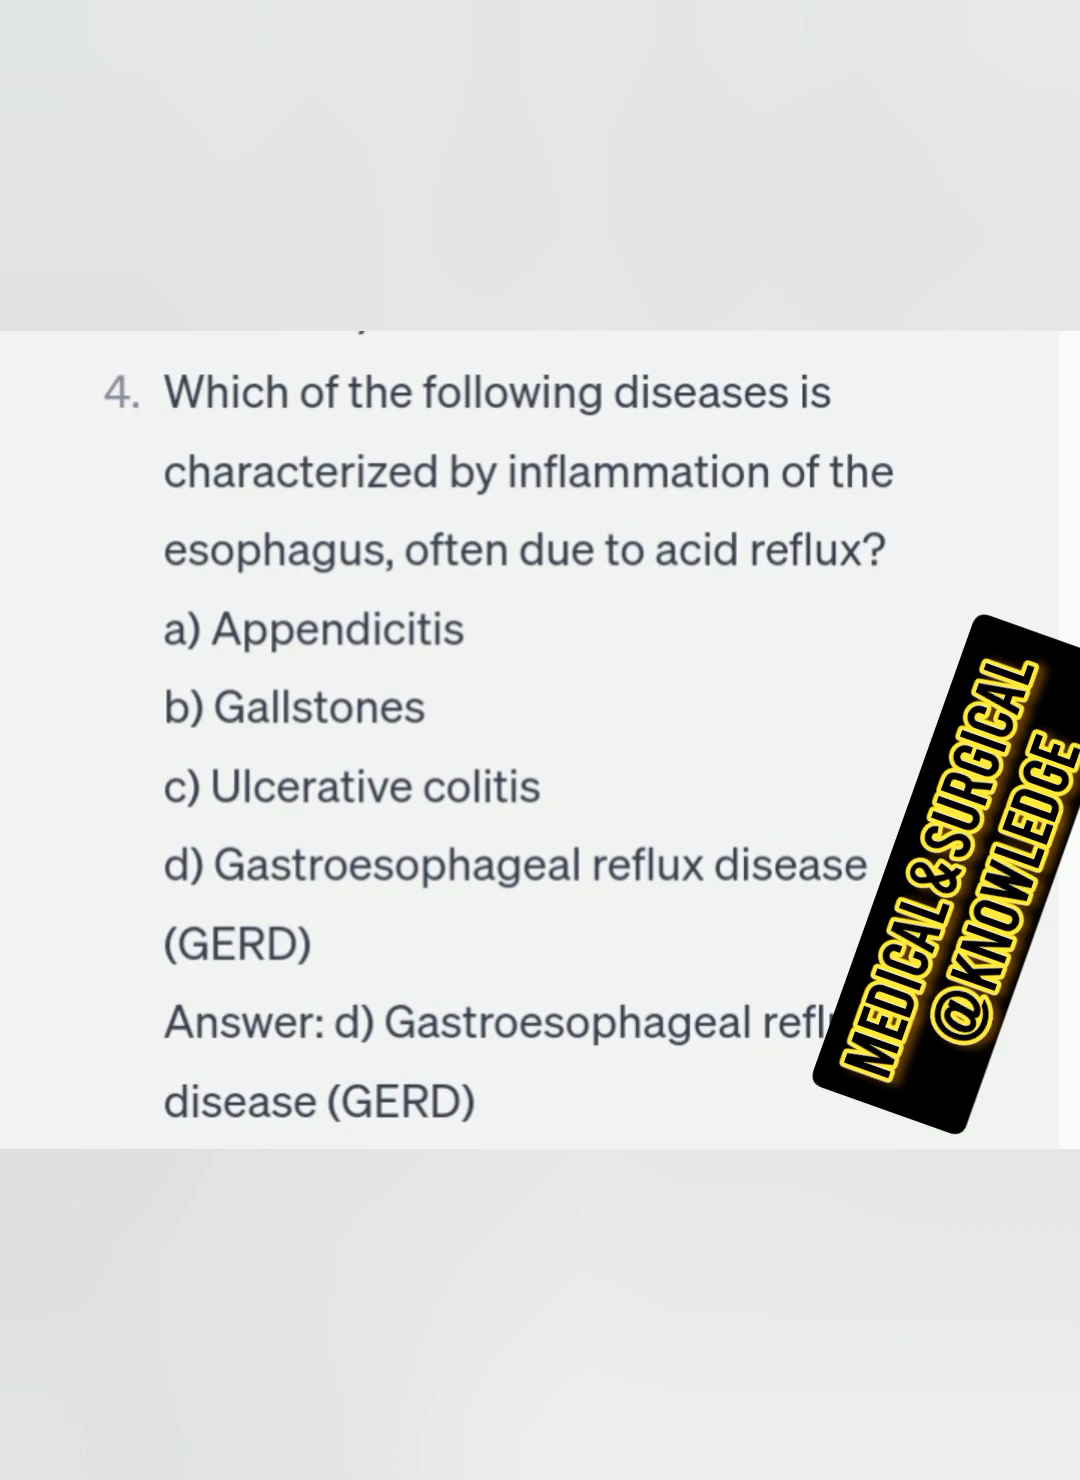 4. Which of the following diseases is
characterized by inflammation of the
esophagus, often due to acid reflux?
a) Appendicitis
b) Gallstones
c) Ulcerative colitis
d) Gastroesophageal reflux disease
(GERD)
Answer: d) Gastroesophageal
disease (GERD)
MEDICAL & SURGICAL
@KNOWLEDGE